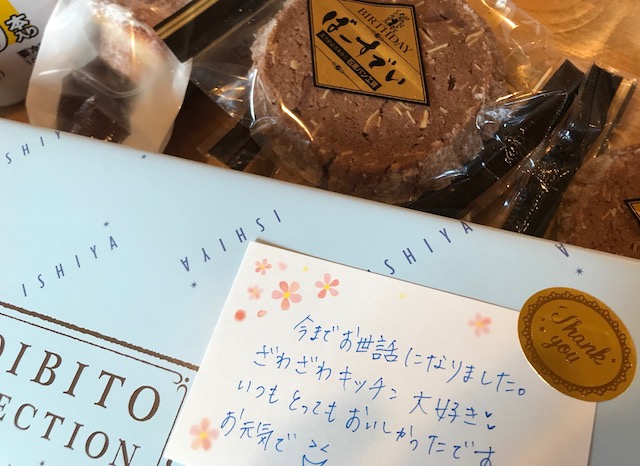 BIRTHDAY
ばーすでい
ISHIYA
ISHIYA
ISHIYA
ISHIYA
OIBITO
ECTION
Thank
you
今までお世話になりました。
ざわざわキッチン 大好き♥
いつもとってもおいしかったです
お元気で